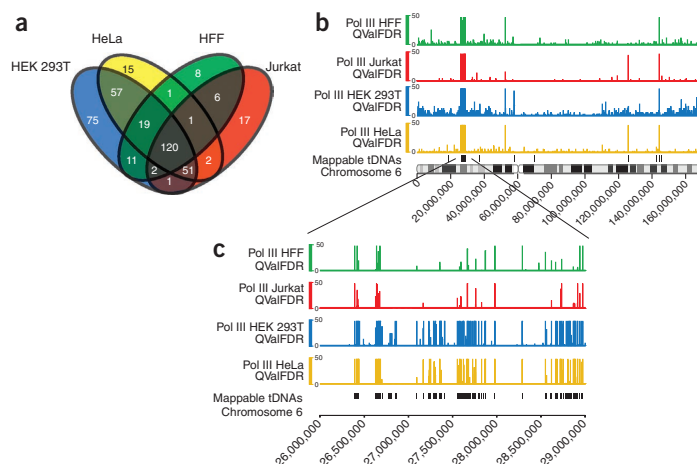 a
HeLa
HFF
HEK 293T
Jurkat
15
8
57
1
6
75
19
1
17
120
11
2
51
2
1
b
50
Pol III HFF
QValFDR
0
50
Pol III Jurkat
QValFDR
0
50
Pol III HEK 293T
QValFDR
0
50
Pol III HeLa
QValFDR
0
Mappable tDNAs
Chromosome 6
0
20,000,000
40,000,000
60,000,000
80,000,000
100,000,000
120,000,000
140,000,000
160,000,000
c
50
Pol III HFF
QValFDR
0
50
Pol III Jurkat
QValFDR
0
50
Pol III HEK 293T
QValFDR
0
50
Pol III HeLa
QValFDR
0
Mappable tDNAs
Chromosome 6
26,000,000
26,500,000
27,000,000
27,500,000
28,000,000
28,500,000
29,000,000